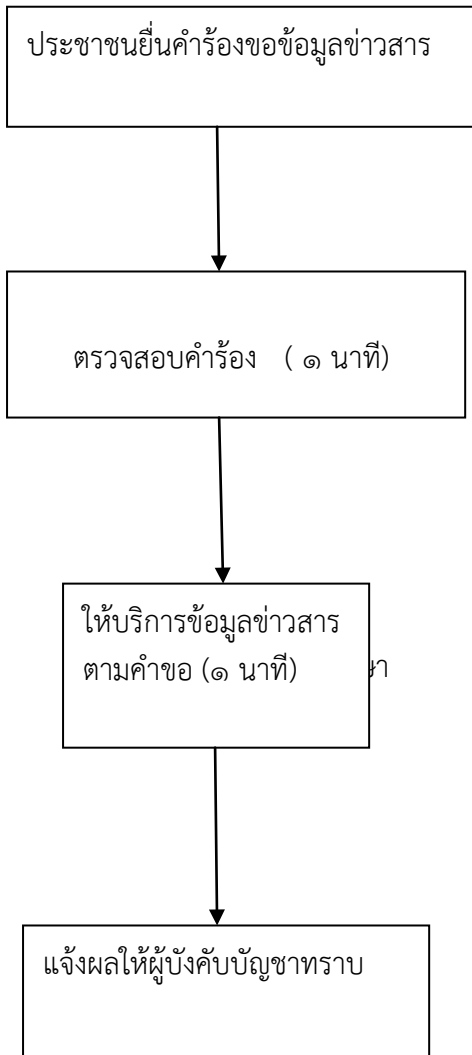 ประชาชนยื่นคำร้องขอข้อมูลข่าวสาร
ตรวจสอบคำร้อง ( ๑ นาที)
ให้บริการข้อมูลข่าวสาร
ตามคำขอ (๑ นาที)
แจ้งผลให้ผู้บังคับบัญชาทราบ